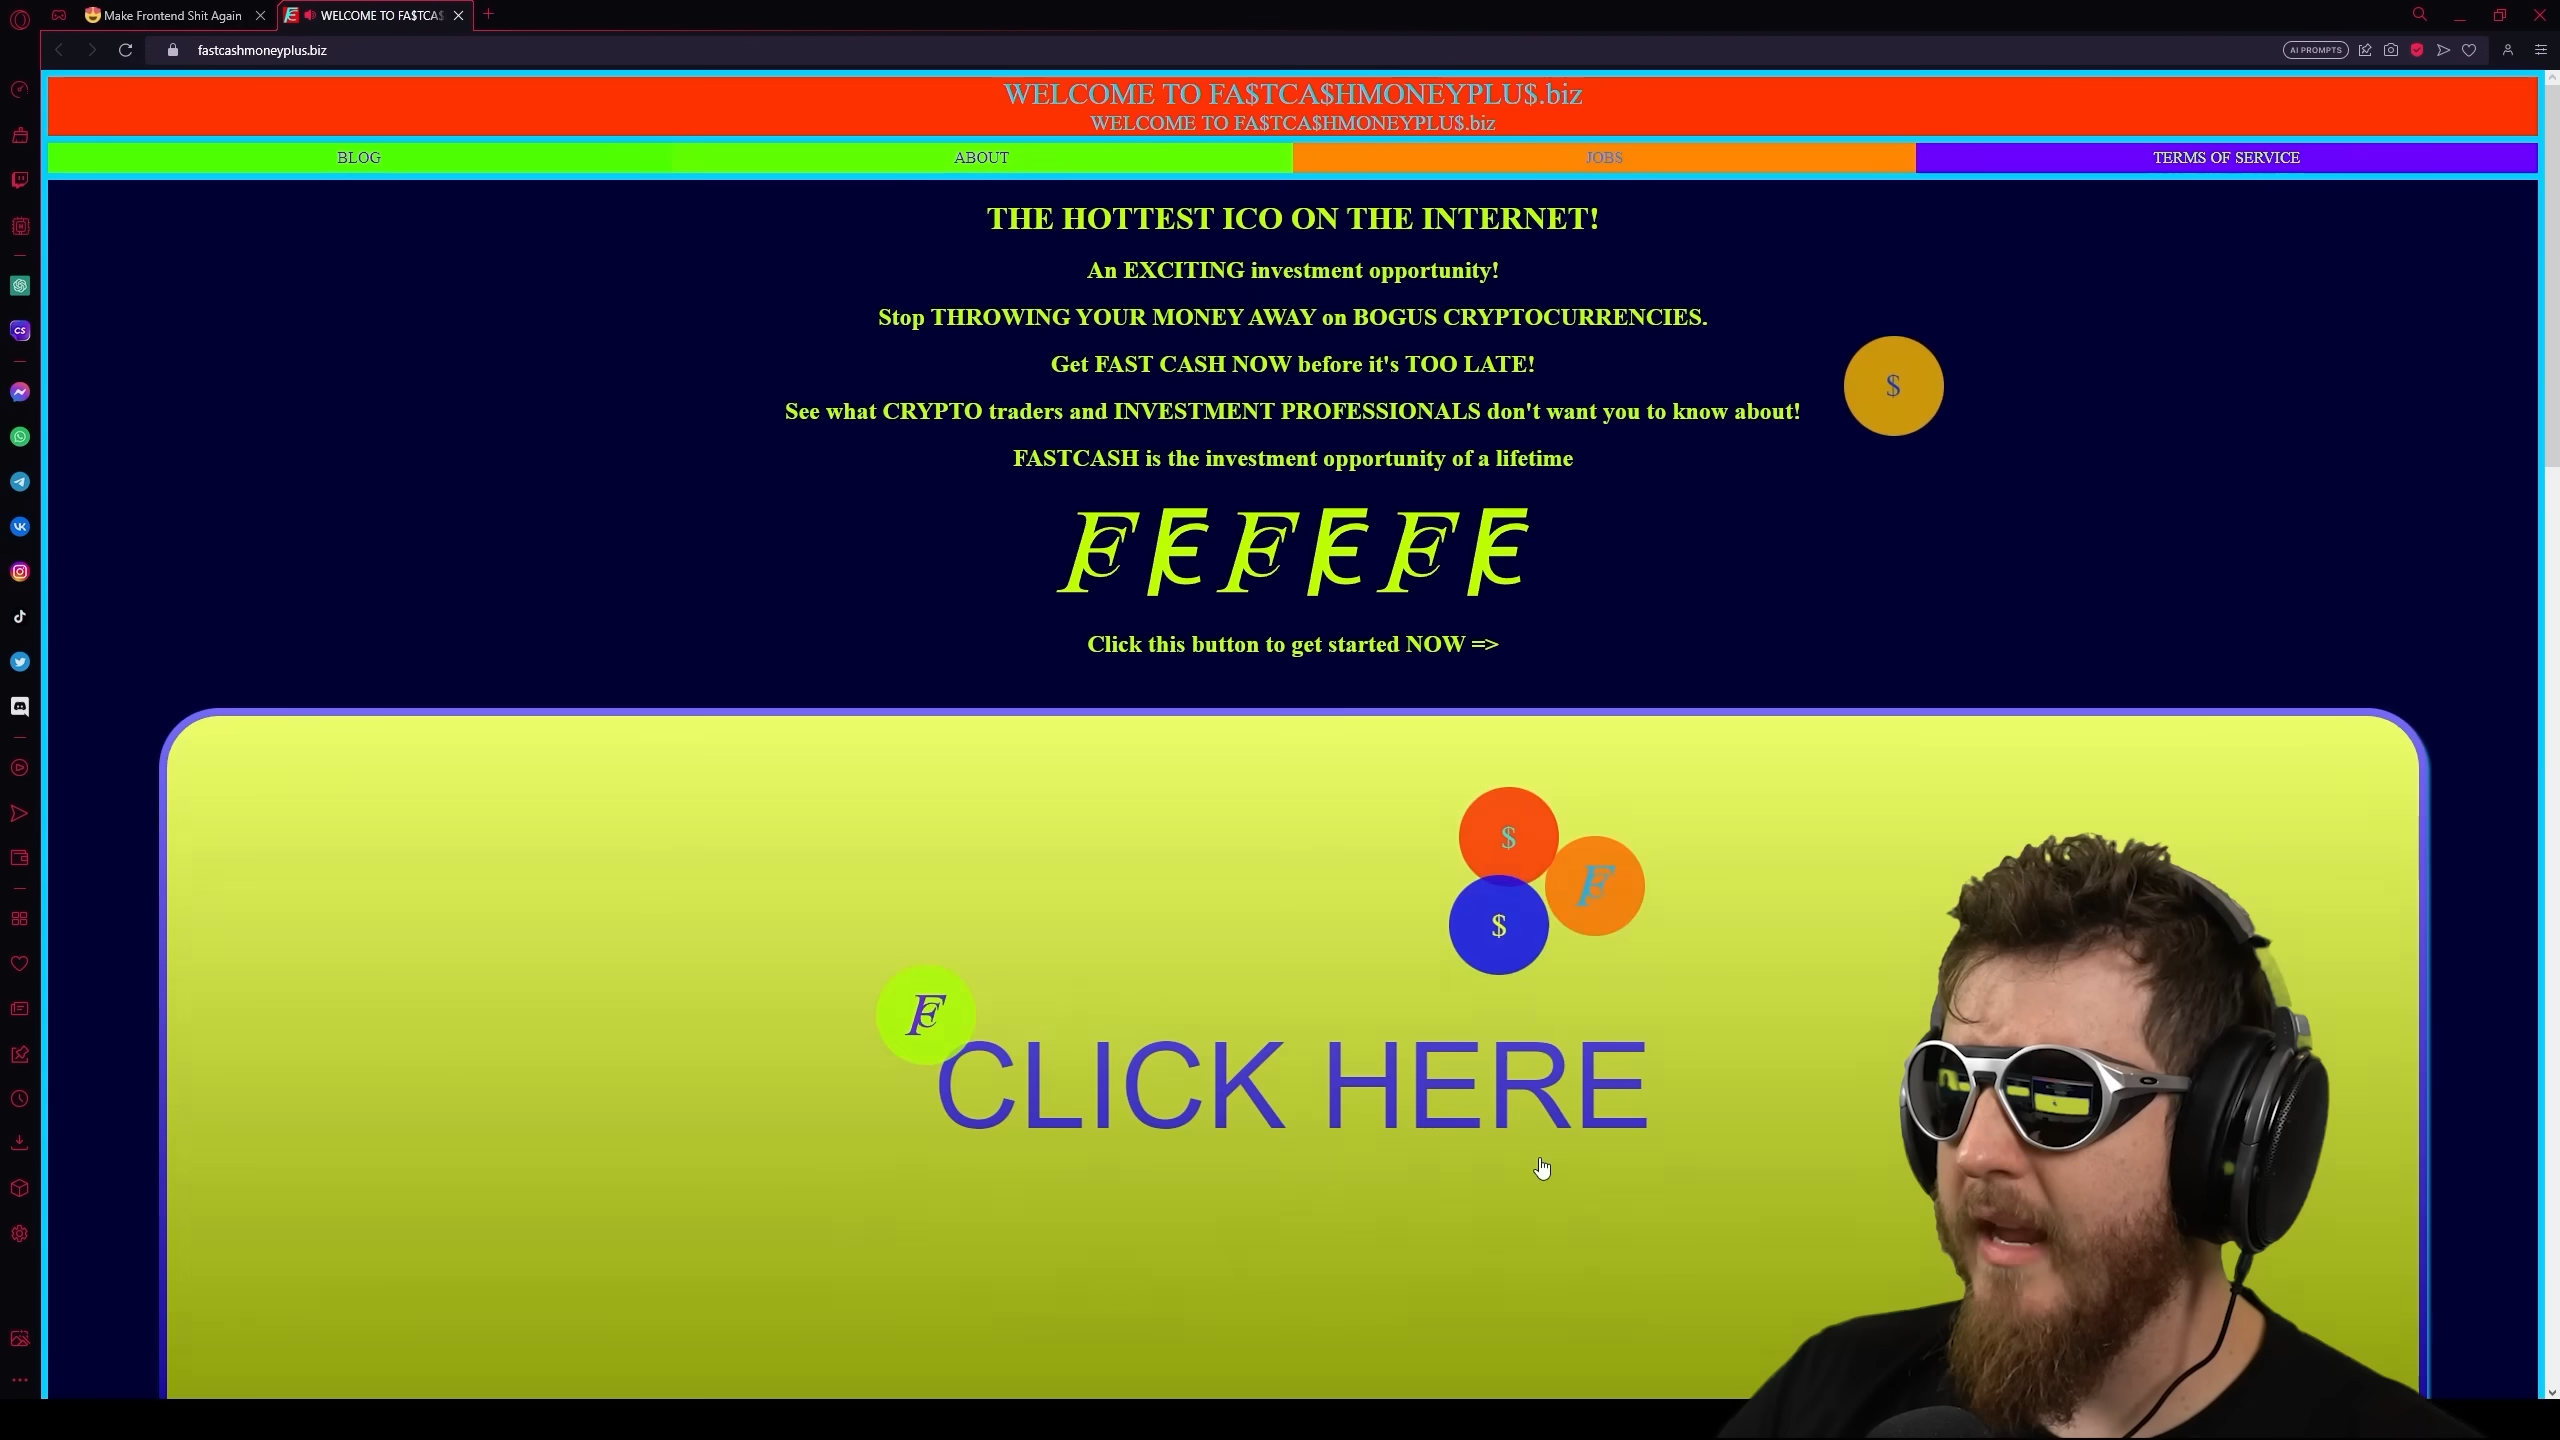 Make Frontend Shit Again
WELCOME TO FA$TCA$
fastcashmoneyplus.biz
AI PROMPTS
WELCOME TO FA$TCA$HMONEYPLU$.biz
WELCOME TO FA$TCA$HMONEYPLU$.biz
BLOG
ABOUT
JOBS
TERMS OF SERVICE
THE HOTTEST ICO ON THE INTERNET!
An EXCITING investment opportunity!
Stop THROWING YOUR MONEY AWAY on BOGUS CRYPTOCURRENCIES.
Get FAST CASH NOW before it's TOO LATE!
$
See what CRYPTO traders and INVESTMENT PROFESSIONALS don't want you to know about!
FASTCASH is the investment opportunity of a lifetime
Click this button to get started NOW =>
$
$
CLICK HERE
CS